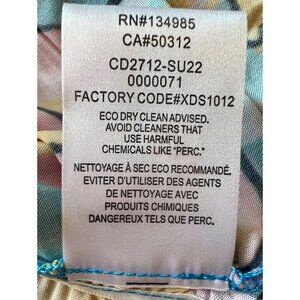 RN#134985
CA#50312
CD2712-SU22
0000071
FACTORY CODE#XDS1012
ECO DRY CLEAN ADVISED.
AVOID CLEANERS THAT
USE HARMFUL
CHEMICALS LIKE "PERC."
NETTOYAGE À SEC ECO RECOMMANDÉ.
EVITER D'UTILISER DES AGENTS
DE NETTOYAGE AVEC
PRODUITS CHIMIQUES
DANGEREUX TELS QUE PERC.